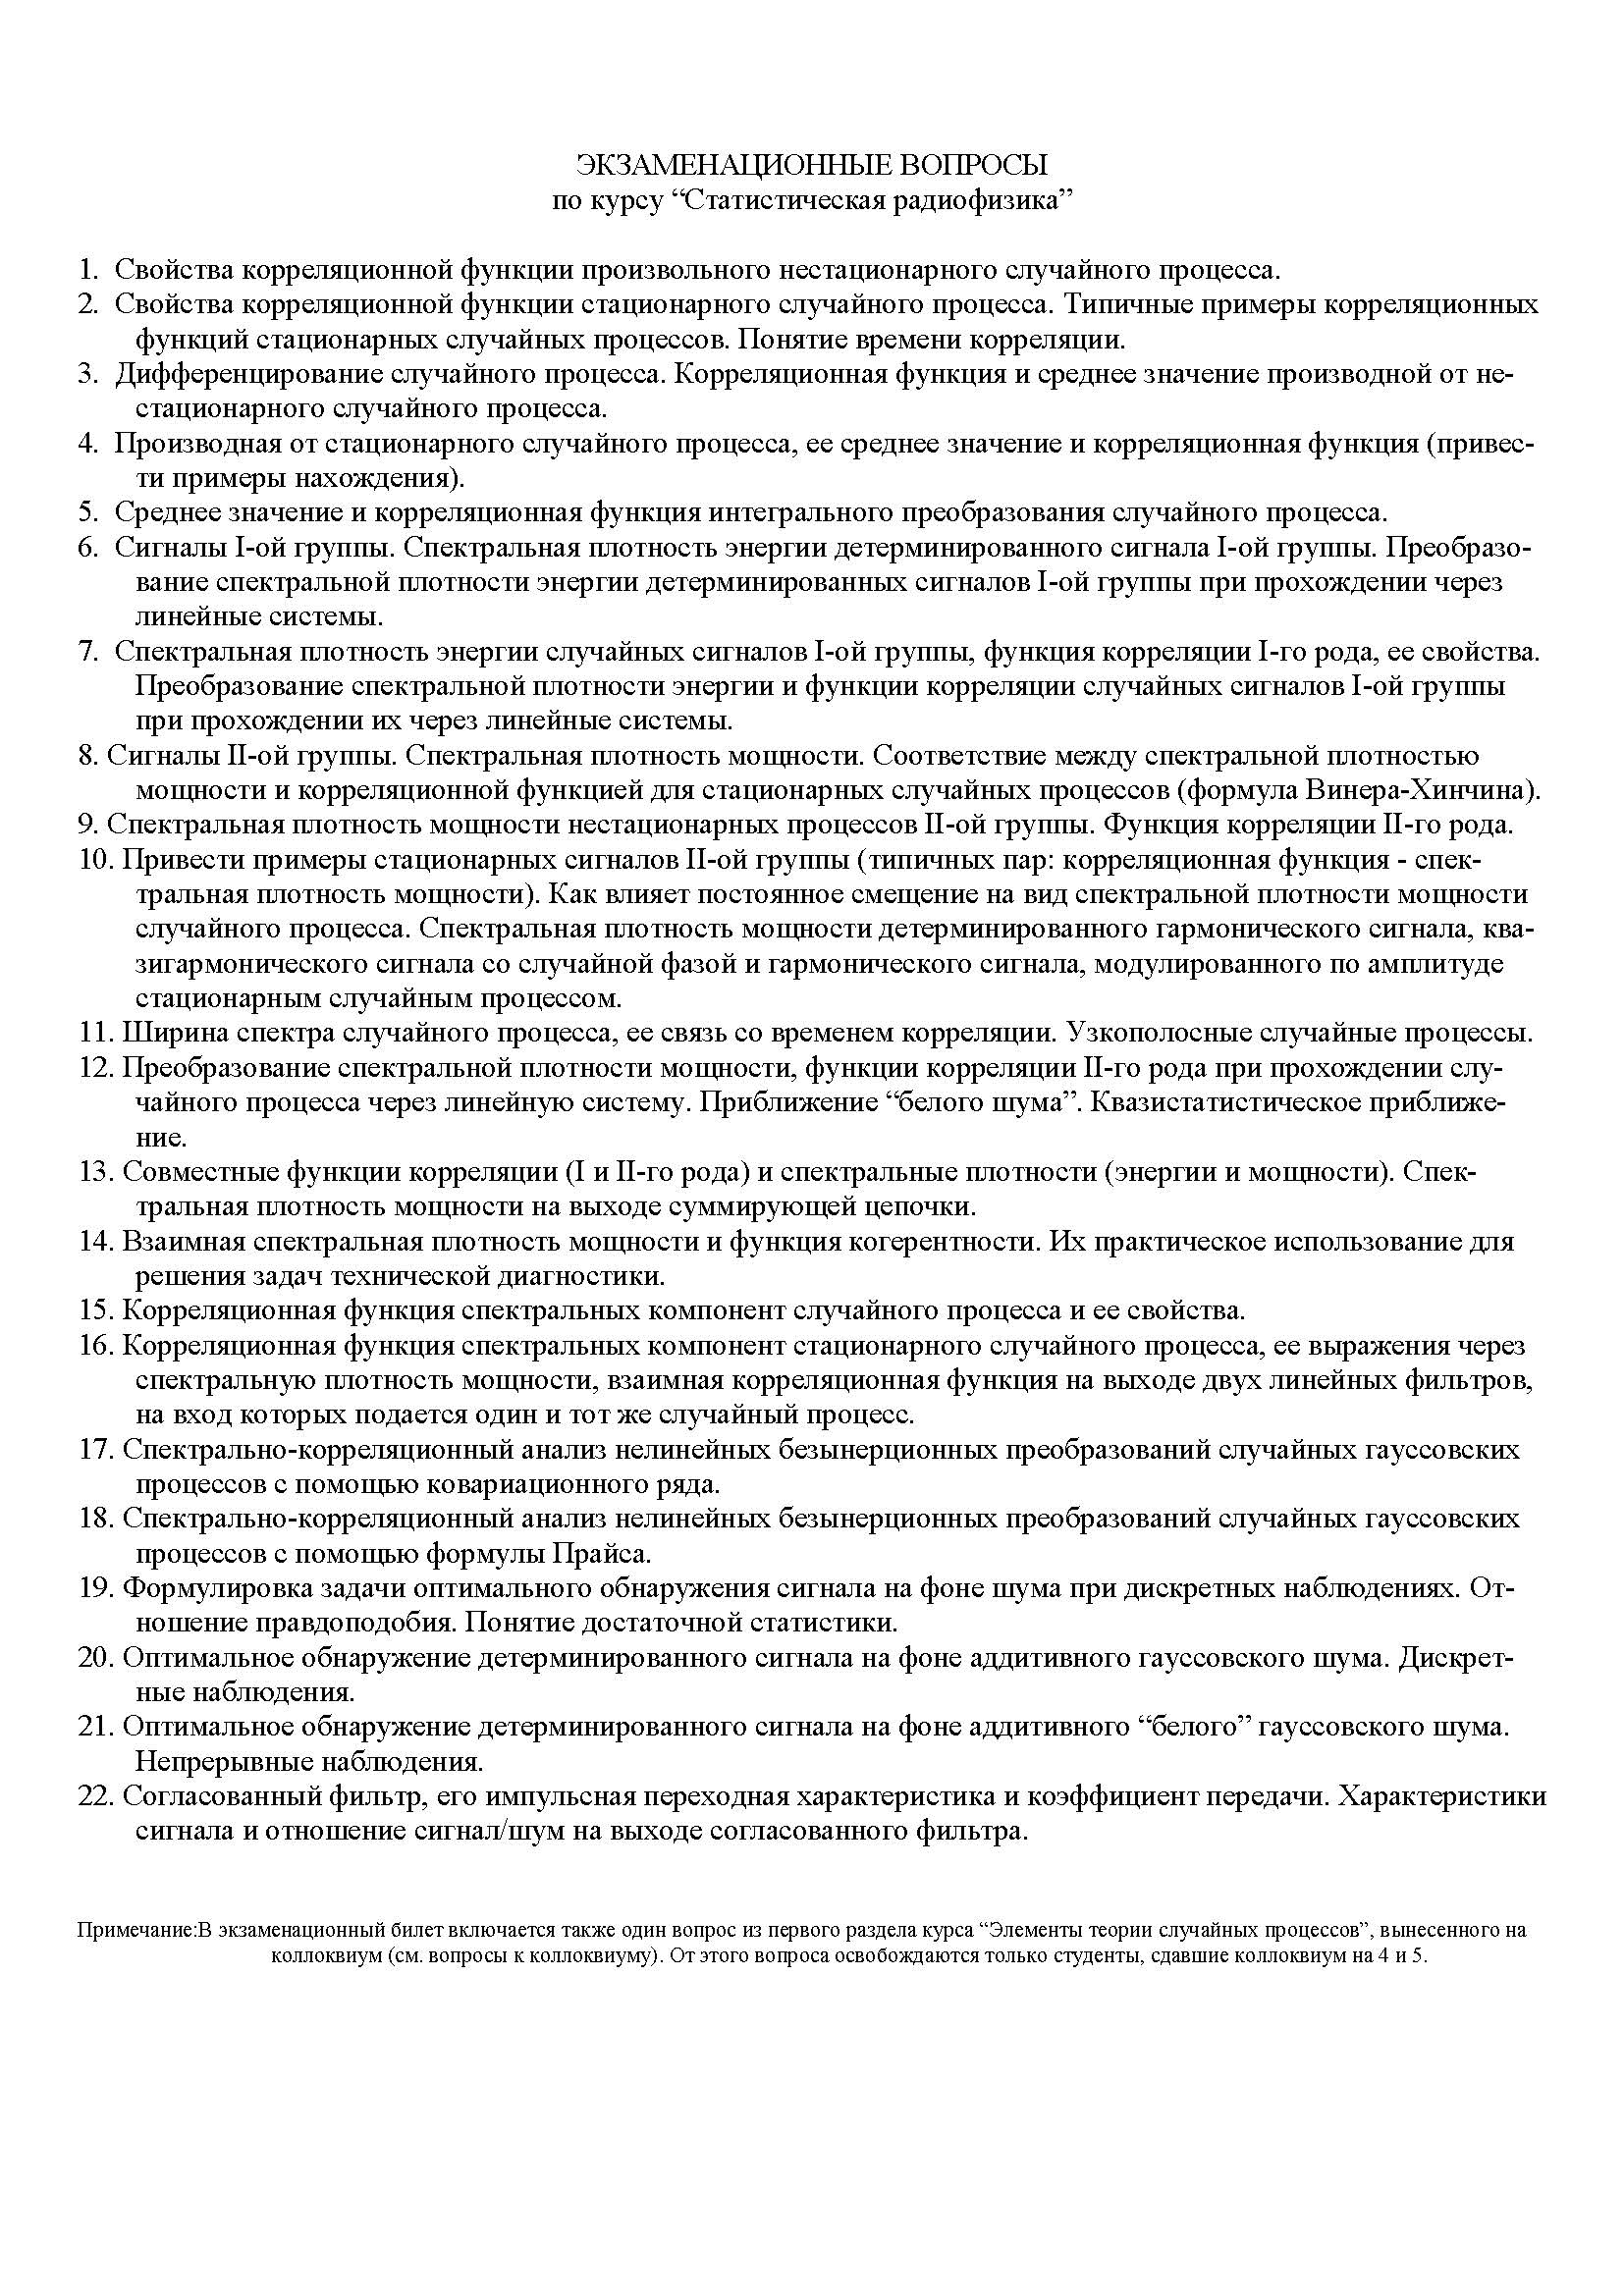 ЭКЗАМЕНАЦИОННЫЕ ВОПРОСЫ
по курсу “Статистическая радиофизика”
1. Свойства корреляционной функции произвольного нестационарного случайного процесса.
2. Свойства корреляционной функции стационарного случайного процесса. Типичные примеры корреляционных
функций стационарных случайных процессов. Понятие времени корреляции.
3. Дифференцирование случайного процесса. Корреляционная функция и среднее значение производной от не-
стационарного случайного процесса.
4. Производная от стационарного случайного процесса, ее среднее значение и корреляционная функция (привес-
ти примеры нахождения).
5. Среднее значение и корреляционная функция интегрального преобразования случайного процесса.
6. Сигналы I-ой группы. Спектральная плотность энергии детерминированного сигнала I-ой группы. Преобразо-
вание спектральной плотности энергии детерминированных сигналов I-ой группы при прохождении через
линейные системы.
7. Спектральная плотность энергии случайных сигналов I-ой группы, функция корреляции I-го рода, ее свойства.
Преобразование спектральной плотности энергии и функции корреляции случайных сигналов I-ой группы
при прохождении их через линейные системы.
8. Сигналы II-ой группы. Спектральная плотность мощности. Соответствие между спектральной плотностью
мощности и корреляционной функцией для стационарных случайных процессов (формула Винера-Хинчина).
9. Спектральная плотность мощности нестационарных процессов II-ой группы. Функция корреляции II-го рода.
10. Привести примеры стационарных сигналов II-ой группы (типичных пар: корреляционная функция - спек-
тральная плотность мощности). Как влияет постоянное смещение на вид спектральной плотности мощности
случайного процесса. Спектральная плотность мощности детерминированного гармонического сигнала, ква-
зигармонического сигнала со случайной фазой и гармонического сигнала, модулированного по амплитуде
стационарным случайным процессом.
11. Ширина спектра случайного процесса, ее связь со временем корреляции. Узкополосные случайные процессы.
12. Преобразование спектральной плотности мощности, функции корреляции II-го рода при прохождении слу-
чайного процесса через линейную систему. Приближение “белого шума”. Квазистатистическое приближе-
ние.
13. Совместные функции корреляции (I и II-го рода) и спектральные плотности (энергии и мощности). Спек-
тральная плотность мощности на выходе суммирующей цепочки.
14. Взаимная спектральная плотность мощности и функция когерентности. Их практическое использование для
решения задач технической диагностики.
15. Корреляционная функция спектральных компонент случайного процесса и ее свойства.
16. Корреляционная функция спектральных компонент стационарного случайного процесса, ее выражения через
спектральную плотность мощности, взаимная корреляционная функция на выходе двух линейных фильтров,
на вход которых подается один и тот же случайный процесс.
17. Спектрально-корреляционный анализ нелинейных безынерционных преобразований случайных гауссовских
процессов с помощью ковариационного ряда.
18. Спектрально-корреляционный анализ нелинейных безынерционных преобразований случайных гауссовских
процессов с помощью формулы Прайса.
19. Формулировка задачи оптимального обнаружения сигнала на фоне шума при дискретных наблюдениях. От-
ношение правдоподобия. Понятие достаточной статистики.
20. Оптимальное обнаружение детерминированного сигнала на фоне аддитивного гауссовского шума. Дискрет-
ные наблюдения.
21. Оптимальное обнаружение детерминированного сигнала на фоне аддитивного “белого” гауссовского шума.
Непрерывные наблюдения.
22. Согласованный фильтр, его импульсная переходная характеристика и коэффициент передачи. Характеристики
сигнала и отношение сигнал/шум на выходе согласованного фильтра.
Примечание:В экзаменационный билет включается также один вопрос из первого раздела курса “Элементы теории случайных процессов”, вынесенного на
коллоквиум (см. вопросы к коллоквиуму). От этого вопроса освобождаются только студенты, сдавшие коллоквиум на 4 и 5.